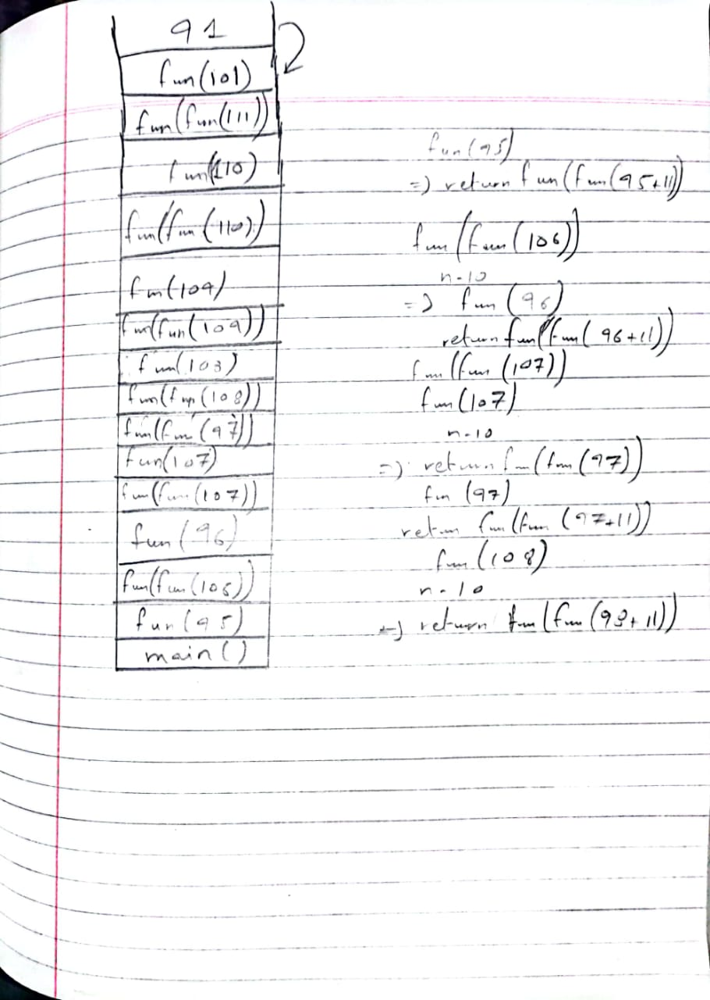 91
fun(101)
fun(fun(111))
fun(110)
fun(fun(110))
fun(109)
fun(fun(109))
fun(103)
fun(fun(108))
fun(fun(97))
fun(107)
fun(fun(107))
fun(96)
fun(fun(106))
fun(95)
main()
fun(95)
=> return fun(fun(95+11))
fun(fun(106))
n-10
=> fun(96)
return fun(fun(96+11))
fun(fun(107))
fun(107)
n-10
=> return fun(fun(97))
fun(97)
return fun(fun(97+11))
fun(108)
n-10
=> return fun(fun(98+11))